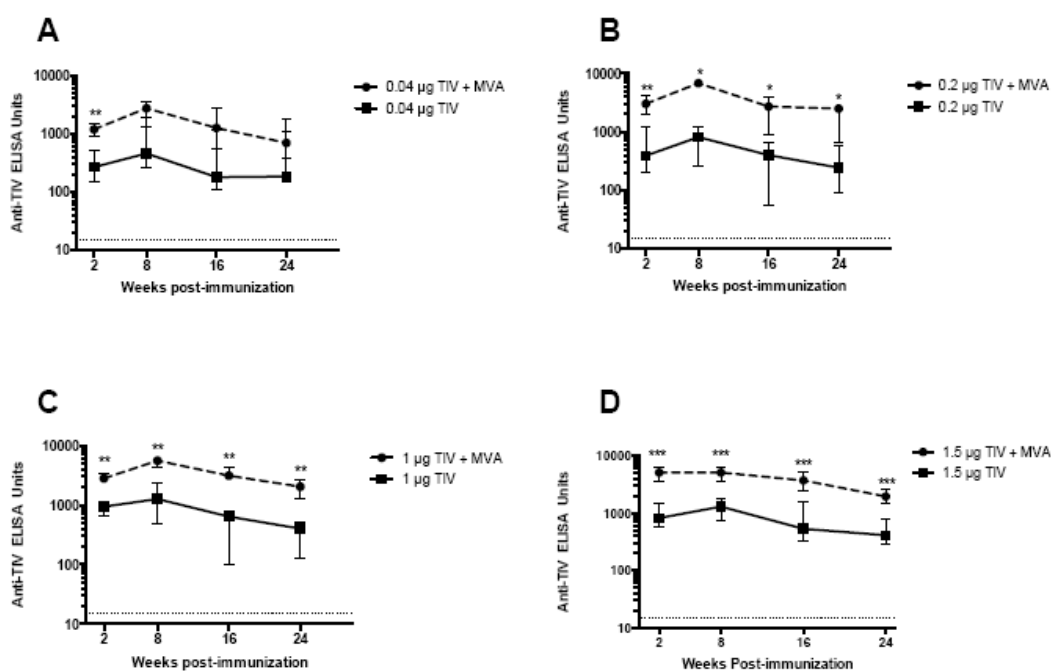 A
10000
1000
100
10
Anti-TIV ELISA Units
**
2 8 16 24
Weeks post-immunization
0.04 µg TIV + MVA
0.04 µg TIV
B
10000
1000
100
10
Anti-TIV ELISA Units
** * * *
2 8 16 24
Weeks post-immunization
0.2 µg TIV + MVA
0.2 µg TIV
C
10000
1000
100
10
Anti-TIV ELISA Units
** ** ** **
2 8 16 24
Weeks post-immunization
1 µg TIV + MVA
1 µg TIV
D
10000
1000
100
10
Anti-TIV ELISA Units
*** *** *** ***
2 8 16 24
Weeks Post-immunization
1.5 µg TIV + MVA
1.5 µg TIV